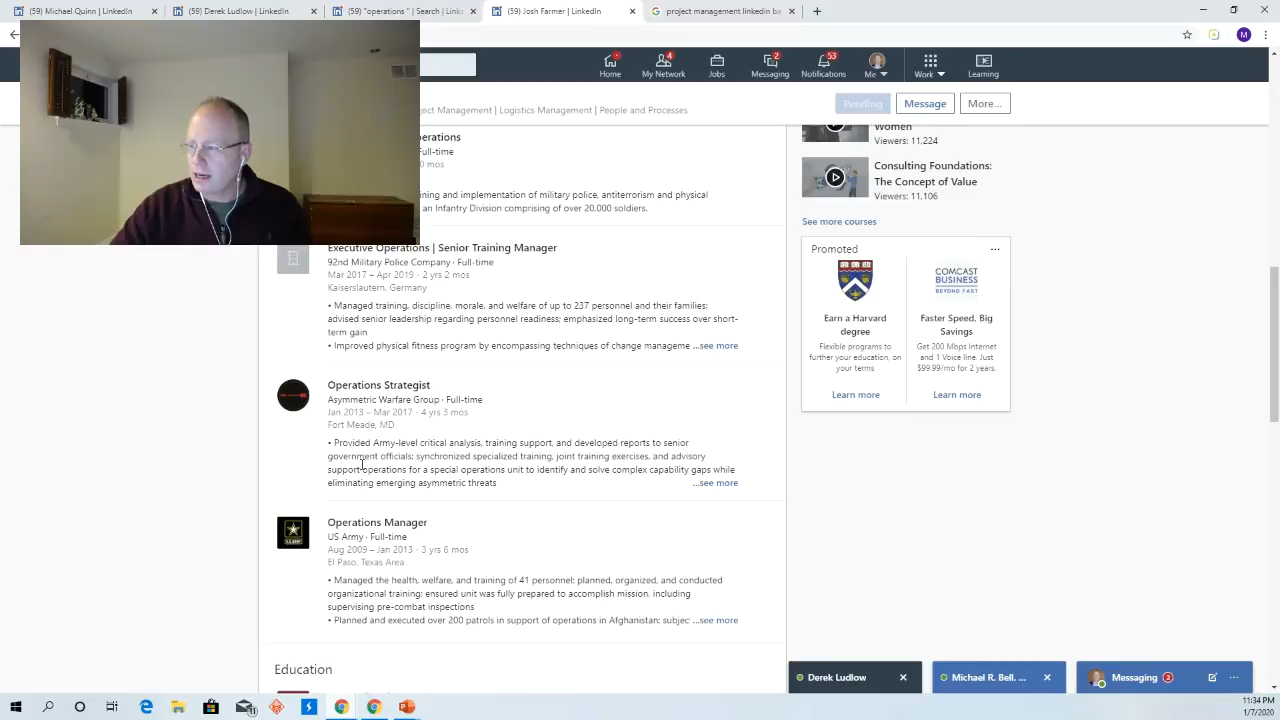 (59) Michael Quinn | LinkedIn
(59) Derek Ludlow | LinkedIn
(59) "operations " | Search | Link
(59) Josh Farmer | LinkedIn
project management linkedin ba
M
Home
My Network
4
Jobs
Messaging
2
Notifications
53
Me
Work
Learning
ject Management | Logistics Management | People and Processes
Pending
Message
More...
perations
Full-time
0 mos
ning and implementation of military police, antiterrorism and physical
an Infantry Division comprising of over 20,000 soldiers.
Executive Operations | Senior Training Manager
92nd Military Police Company · Full-time
Mar 2017 – Apr 2019 · 2 yrs 2 mos
Kaiserslautern, Germany
• Managed training, discipline, morale, and welfare of up to 237 personnel and their families;
advised senior leadership regarding personnel readiness; emphasized long-term success over short-
term gain
• Improved physical fitness program by encompassing techniques of change manageme ...see more
Operations Strategist
Asymmetric Warfare Group · Full-time
Jan 2013 – Mar 2017 · 4 yrs 3 mos
Fort Meade, MD
• Provided Army-level critical analysis, training support, and developed reports to senior
government officials; synchronized specialized training, joint training exercises, and advisory
support operations for a special operations unit to identify and solve complex capability gaps while
eliminating emerging asymmetric threats ...see more
Operations Manager
US Army · Full-time
Aug 2009 – Jan 2013 · 3 yrs 6 mos
El Paso, Texas Area
• Managed the health, welfare, and training of 41 personnel; planned, organized, and conducted
organizational training; ensured unit was fully prepared to accomplish mission, including
supervising pre-combat inspections
• Planned and executed over 200 patrols in support of operations in Afghanistan; subjec ...see more
Education
Women
Viewers: 11,224
Consulting Foundations:
The Concept of Value
Viewers: 11,106
See more courses
Promoted
Earn a Harvard
degree
Flexible programs to
further your education, on
your terms
Learn more
COMCAST
BUSINESS
BEYOND FAST
Faster Speed, Big
Savings
Get 200 Mbps Internet
and 1 Voice line. Just
$99.99/mo for 2 years.
Learn more
Derek Ludlow
Michael R. Bell, ...
Messaging
2
11:34 PM
1/7/2020